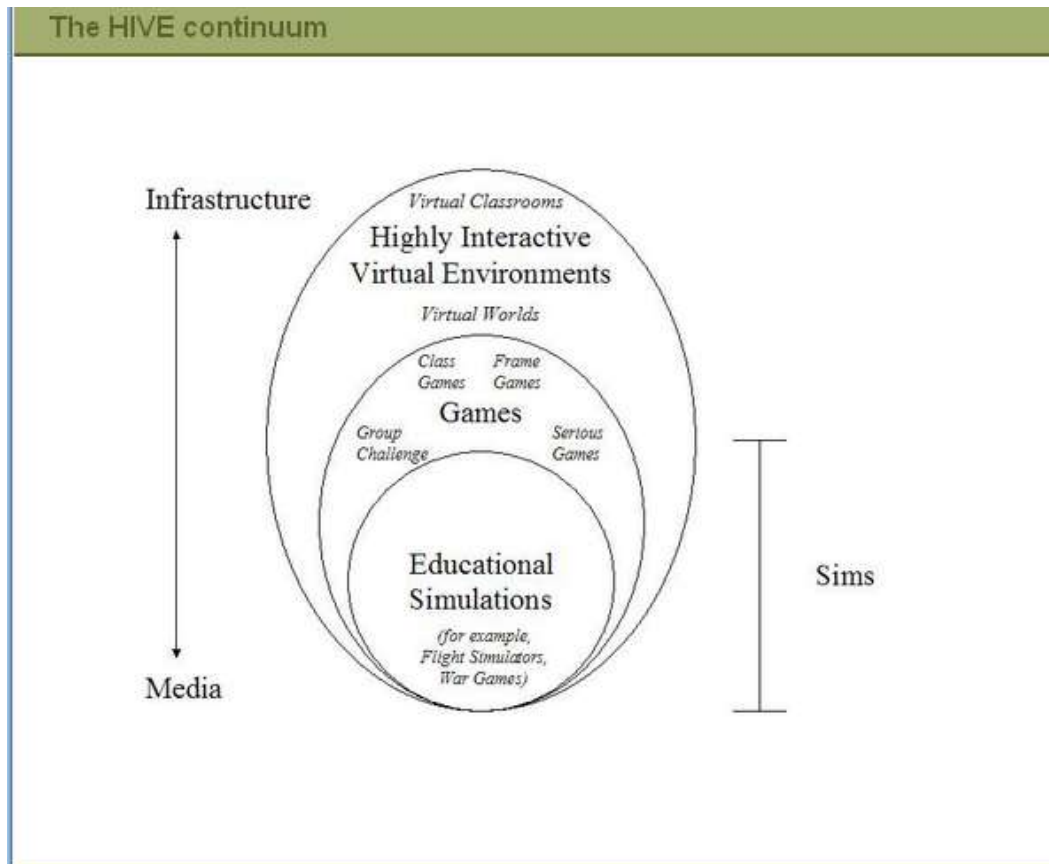 The HIVE continuum
Infrastructure
Virtual Classrooms
Highly Interactive
Virtual Environments
Virtual Worlds
Class Frame
Games Games
Games
Group Serious
Challenge Games
Educational
Simulations
(for example,
Flight Simulators,
War Games)
Sims
Media